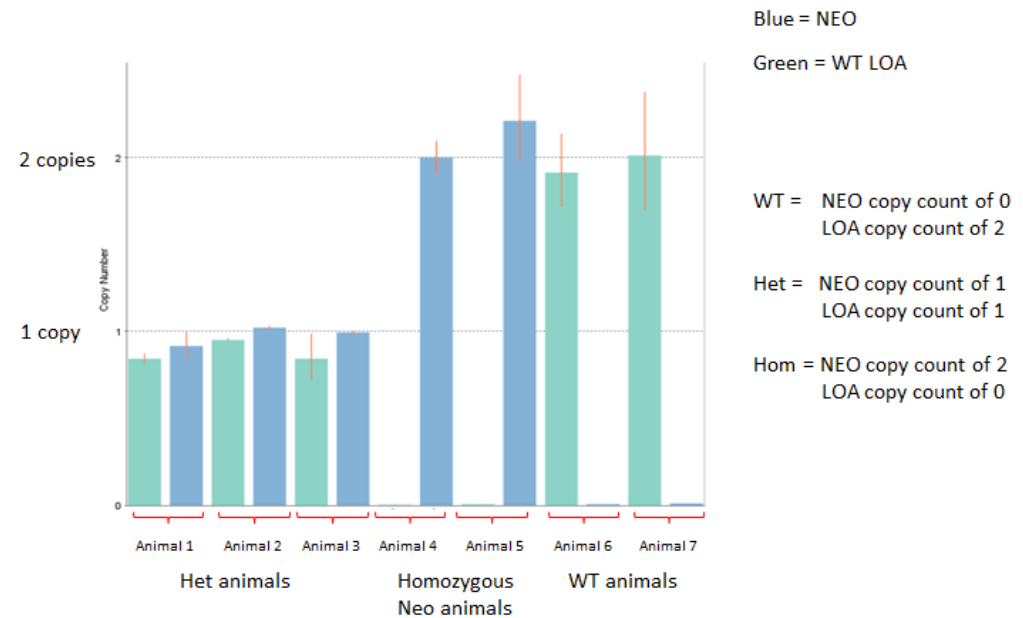 Blue = NEO
Green = WT LOA
2 copies
2
Copy Number
1 copy
1
0
WT = NEO copy count of 0
LOA copy count of 2
Het = NEO copy count of 1
LOA copy count of 1
Hom = NEO copy count of 2
LOA copy count of 0
Animal 1 Animal 2 Animal 3 Animal 4 Animal 5 Animal 6 Animal 7
Het animals
Homozygous
Neo animals
WT animals